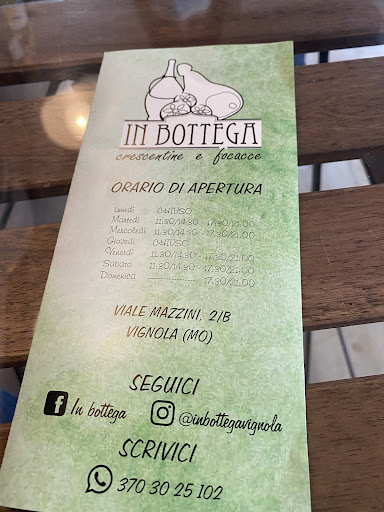 IN BOTTEGA
crescentine e focacce
ORARIO DI APERTURA
Lunedì CHIUSO
Martedì 11:30/14:30 - 17:30/21:00
Mercoledì 11:30/14:30 - 17:30/21:00
Giovedì CHIUSO
Venerdì 11:30/14:30 - 17:30/21:00
Sabato 11:30/14:30 - 17:30/21:00
Domenica ---------------- 17:30/21:00
VIALE MAZZINI, 2/B
VIGNOLA (MO)
SEGUICI
In bottega @inbottegavignola
SCRIVICI
370 30 25 102